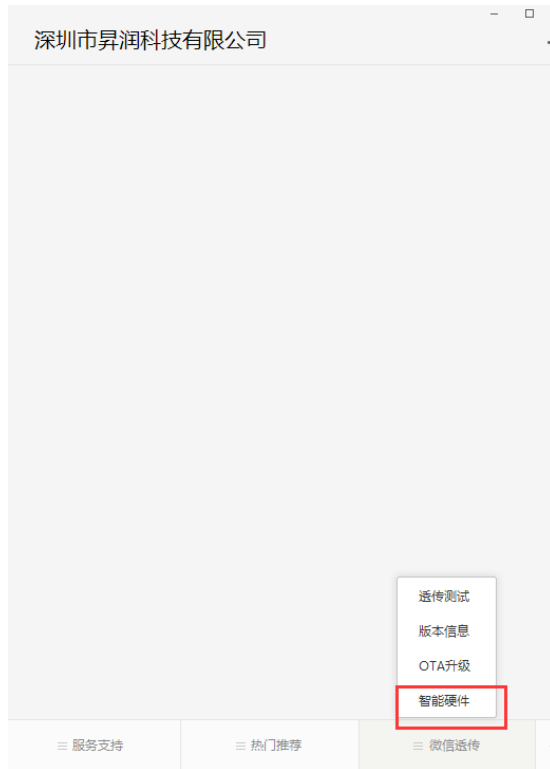 深圳市昇润科技有限公司
透传测试
版本信息
OTA升级
智能硬件
服务支持
热门推荐
微信透传